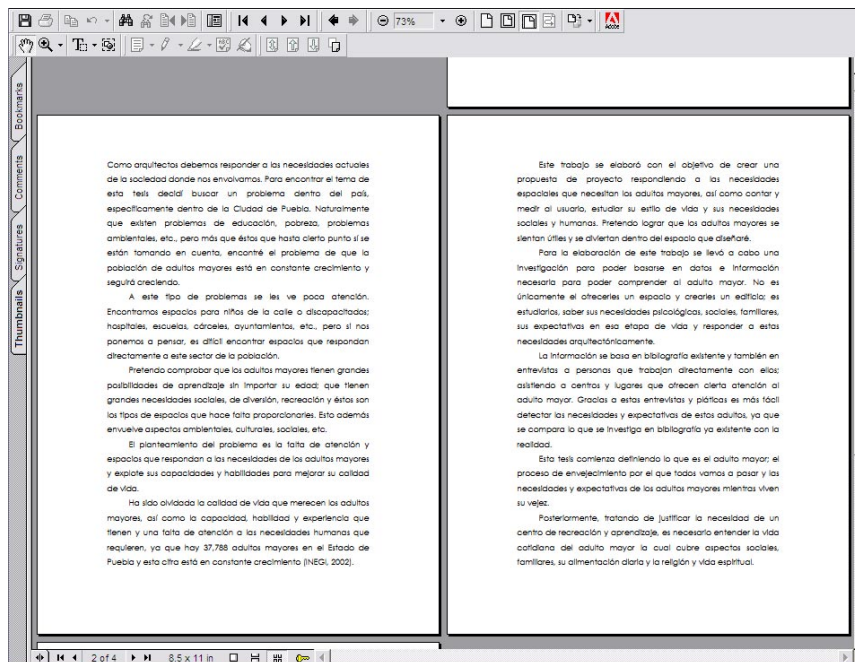 73%
Adobe
Bookmarks
Comments
Signatures
Thumbnails
Como arquitectos debemos responder a las necesidades actuales
de la sociedad donde nos envolvamos. Para encontrar el tema de
esta tesis decidí buscar un problema dentro del país,
específicamente dentro de la Ciudad de Puebla. Naturalmente
que existen problemas de educación, pobreza, problemas
ambientales, etc., pero más que éstos que hasta cierto punto sí se
están tomando en cuenta, encontré el problema de que la
población de adultos mayores está en constante crecimiento y
seguirá creciendo.
A este tipo de problemas se les ve poca atención.
Encontramos espacios para niños de la calle o discapacitados;
hospitales, escuelas, cárceles, ayuntamientos, etc., pero si nos
ponemos a pensar, es difícil encontrar espacios que respondan
directamente a este sector de la población.
Pretendo comprobar que los adultos mayores tienen grandes
posibilidades de aprendizaje sin importar su edad; que tienen
grandes necesidades sociales, de diversión, recreación y éstos son
los tipos de espacios que hace falta proporcionarles. Esto además
envuelve aspectos ambientales, culturales, sociales, etc.
El planteamiento del problema es la falta de atención y
espacios que respondan a las necesidades de los adultos mayores
y explote sus capacidades y habilidades para mejorar su calidad
de vida.
Ha sido olvidada la calidad de vida que merecen los adultos
mayores, así como la capacidad, habilidad y experiencia que
tienen y una falta de atención a las necesidades humanas que
requieren, ya que hay 37,788 adultos mayores en el Estado de
Puebla y esta cifra está en constante crecimiento (INEGI, 2002).
Este trabajo se elaboró con el objetivo de crear una
propuesta de proyecto respondiendo a las necesidades
espaciales que necesitan los adultos mayores, así como contar y
medir al usuario, estudiar su estilo de vida y sus necesidades
sociales y humanas. Pretendo lograr que los adultos mayores se
sientan útiles y se diviertan dentro del espacio que diseñaré.
Para la elaboración de este trabajo se llevó a cabo una
investigación para poder basarse en datos e información
necesaria para poder comprender al adulto mayor. No es
únicamente el ofrecerles un espacio y crearles un edificio; es
estudiarlos, saber sus necesidades psicológicas, sociales, familiares,
sus expectativas en esa etapa de vida y responder a estas
necesidades arquitectónicamente.
La información se basa en bibliografía existente y también en
entrevistas a personas que trabajan directamente con ellos;
asistiendo a centros y lugares que ofrecen cierta atención al
adulto mayor. Gracias a estas entrevistas y pláticas es más fácil
detectar las necesidades y expectativas de estos adultos, ya que
se compara lo que se investiga en bibliografía ya existente con la
realidad.
Esta tesis comienza definiendo lo que es el adulto mayor; el
proceso de envejecimiento por el que todos vamos a pasar y las
necesidades y expectativas de los adultos mayores mientras viven
su vejez.
Posteriormente, tratando de justificar la necesidad de un
centro de recreación y aprendizaje, es necesario entender la vida
cotidiana del adulto mayor la cual cubre aspectos sociales,
familiares, su alimentación diaria y la religión y vida espiritual.
2 of 4
8.5 x 11 in